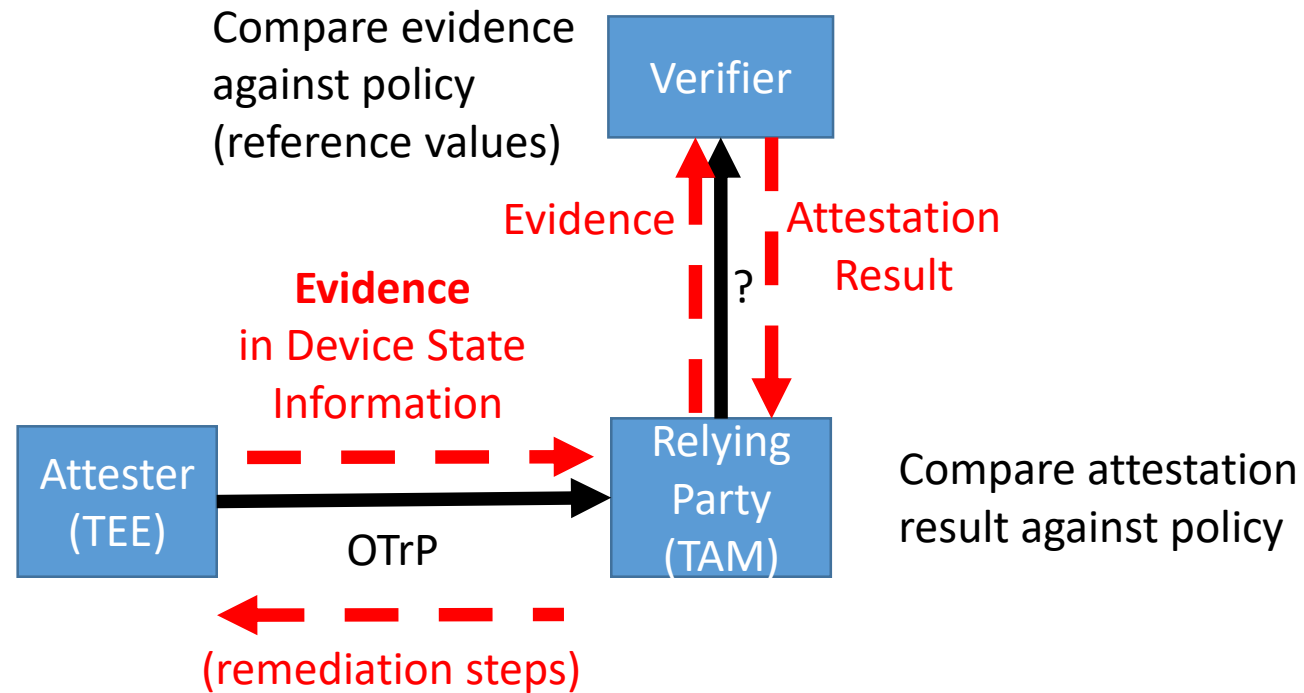 Compare evidence
against policy
(reference values)
Verifier
Evidence
Attestation
Result
?
Evidence
in Device State
Information
Attester
(TEE)
OTrP
Relying
Party
(TAM)
Compare attestation
result against policy
(remediation steps)